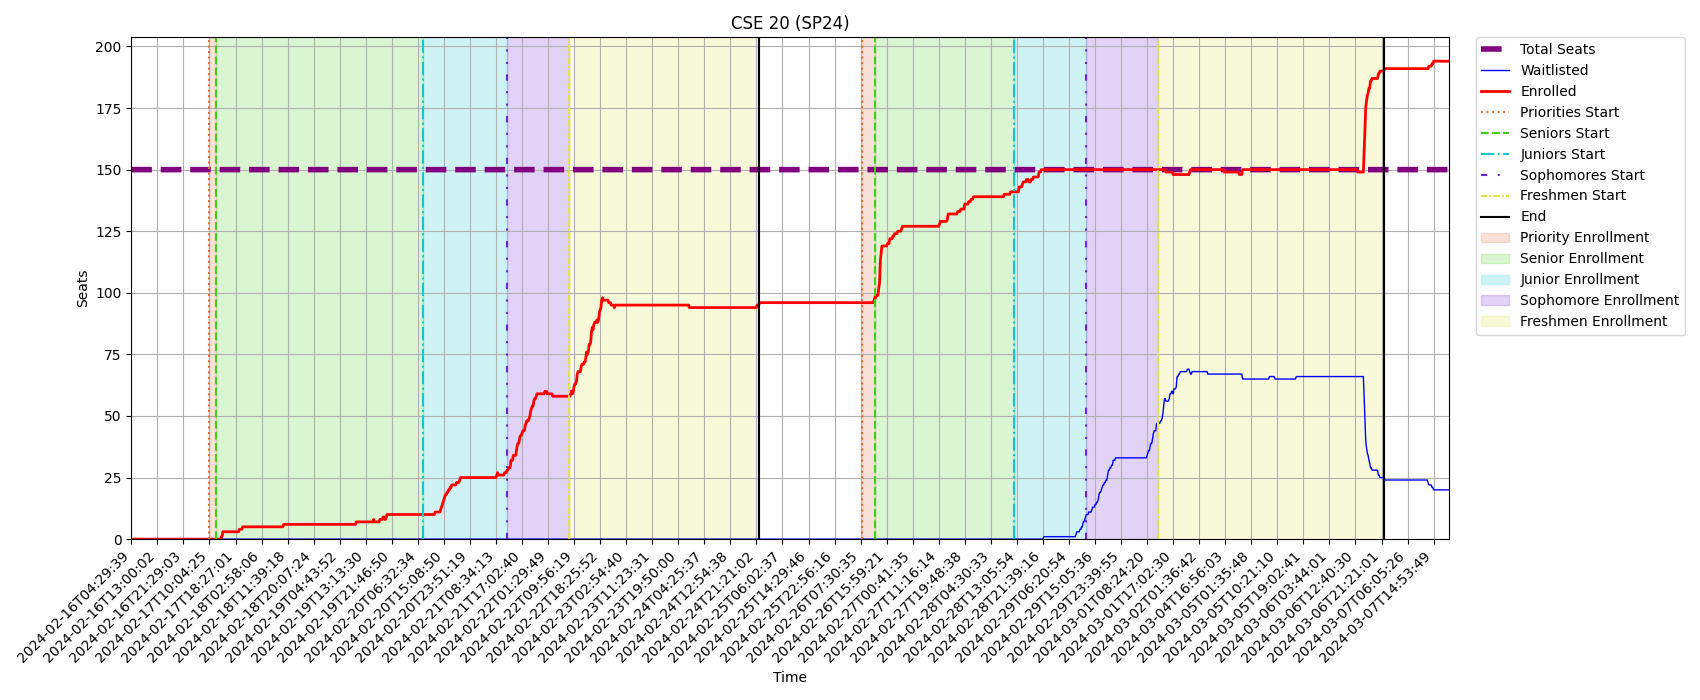 CSE 20 (SP24)
Seats
200
175
150
125
100
75
50
25
0
2024-02-16T04:29:39
2024-02-16T13:00:02
2024-02-16T21:29:03
2024-02-17T10:04:25
2024-02-17T18:27:01
2024-02-18T02:58:06
2024-02-18T11:39:18
2024-02-18T20:07:24
2024-02-19T04:43:52
2024-02-19T13:13:30
2024-02-19T21:46:50
2024-02-20T06:32:34
2024-02-20T15:08:50
2024-02-20T23:51:19
2024-02-21T08:34:13
2024-02-21T17:02:40
2024-02-22T01:29:49
2024-02-22T09:56:19
2024-02-22T18:25:52
2024-02-23T02:54:40
2024-02-23T11:23:31
2024-02-23T19:50:00
2024-02-24T04:25:37
2024-02-24T12:54:38
2024-02-24T21:21:02
2024-02-25T06:02:37
2024-02-25T14:29:46
2024-02-25T22:56:16
2024-02-26T07:30:35
2024-02-26T15:59:21
2024-02-27T00:41:35
2024-02-27T11:16:14
2024-02-27T19:48:38
2024-02-28T04:30:33
2024-02-28T13:05:54
2024-02-28T21:39:16
2024-02-29T06:20:54
2024-02-29T15:05:36
2024-02-29T23:39:55
2024-03-01T08:24:20
2024-03-01T17:02:30
2024-03-02T01:36:42
2024-03-04T16:56:03
2024-03-05T01:35:48
2024-03-05T10:21:10
2024-03-05T19:02:41
2024-03-06T03:44:01
2024-03-06T12:40:30
2024-03-06T21:21:01
2024-03-07T06:05:26
2024-03-07T14:53:49
Time
Total Seats
Waitlisted
Enrolled
Priorities Start
Seniors Start
Juniors Start
Sophomores Start
Freshmen Start
End
Priority Enrollment
Senior Enrollment
Junior Enrollment
Sophomore Enrollment
Freshmen Enrollment